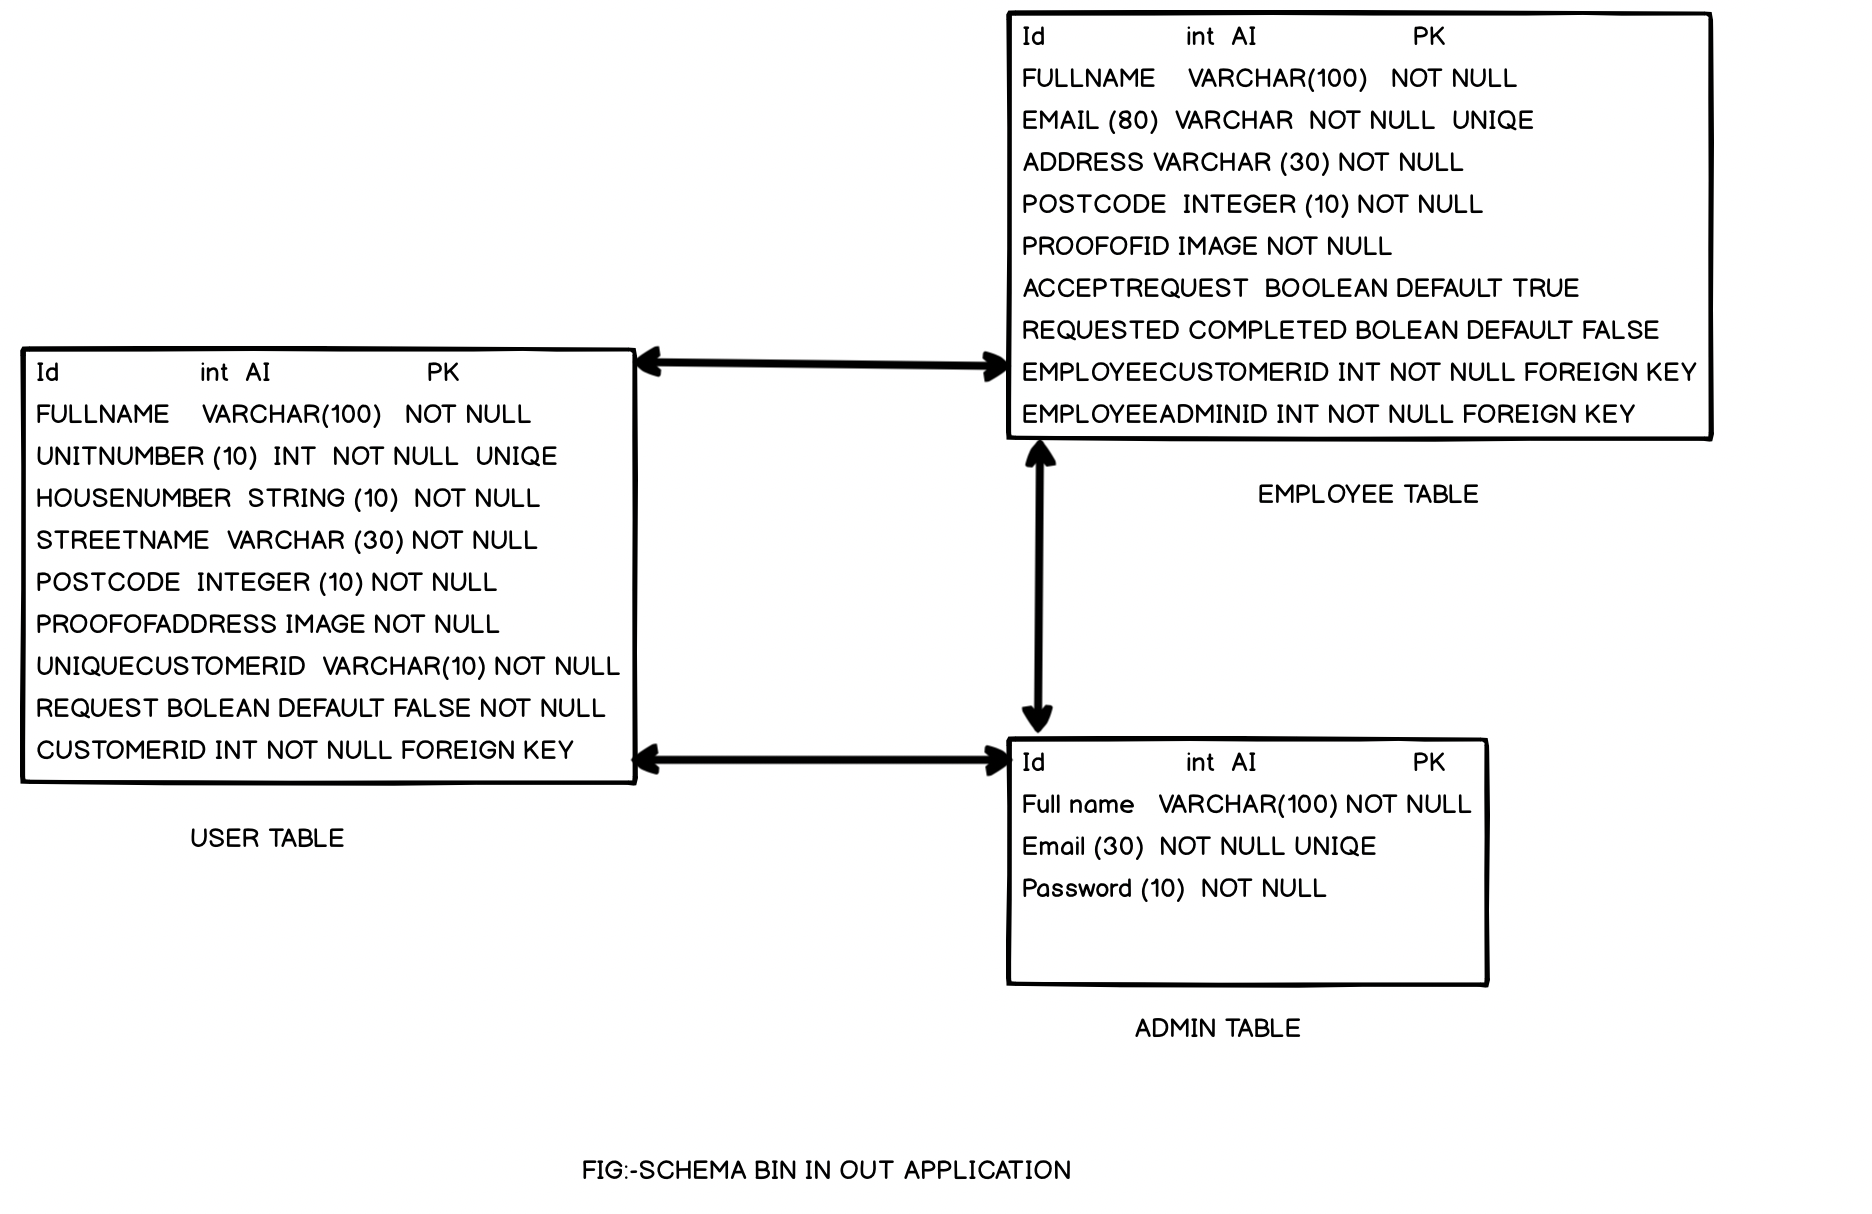 Id int AI PK
FULLNAME VARCHAR(100) NOT NULL
EMAIL (80) VARCHAR NOT NULL UNIQE
ADDRESS VARCHAR (30) NOT NULL
POSTCODE INTEGER (10) NOT NULL
PROOFOFID IMAGE NOT NULL
ACCEPTREQUEST BOOLEAN DEFAULT TRUE
REQUESTED COMPLETED BOLEAN DEFAULT FALSE
EMPLOYEECUSTOMERID INT NOT NULL FOREIGN KEY
EMPLOYEEADMINID INT NOT NULL FOREIGN KEY
EMPLOYEE TABLE
Id int AI PK
FULLNAME VARCHAR(100) NOT NULL
UNITNUMBER (10) INT NOT NULL UNIQE
HOUSENUMBER STRING (10) NOT NULL
STREETNAME VARCHAR (30) NOT NULL
POSTCODE INTEGER (10) NOT NULL
PROOFOFADDRESS IMAGE NOT NULL
UNIQUECUSTOMERID VARCHAR(10) NOT NULL
REQUEST BOLEAN DEFAULT FALSE NOT NULL
CUSTOMERID INT NOT NULL FOREIGN KEY
USER TABLE
Id int AI PK
Full name VARCHAR(100) NOT NULL
Email (30) NOT NULL UNIQE
Password (10) NOT NULL
ADMIN TABLE
FIG:-SCHEMA BIN IN OUT APPLICATION